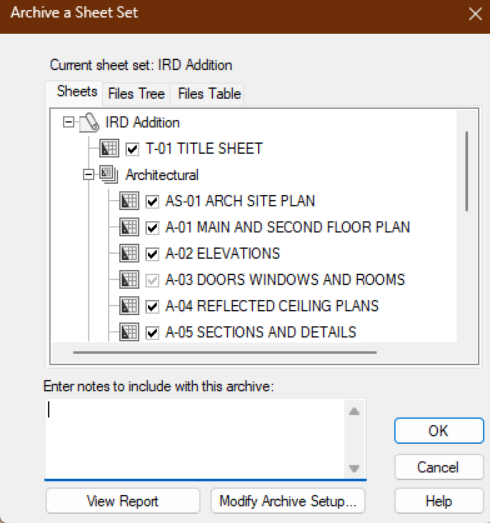 Archive a Sheet Set
Current sheet set: IRD Addition
Sheets Files Tree Files Table
IRD Addition
T-01 TITLE SHEET
Architectural
AS-01 ARCH SITE PLAN
A-01 MAIN AND SECOND FLOOR PLAN
A-02 ELEVATIONS
A-03 DOORS WINDOWS AND ROOMS
A-04 REFLECTED CEILING PLANS
A-05 SECTIONS AND DETAILS
Enter notes to include with this archive:
OK
Cancel
View Report Modify Archive Setup... Help